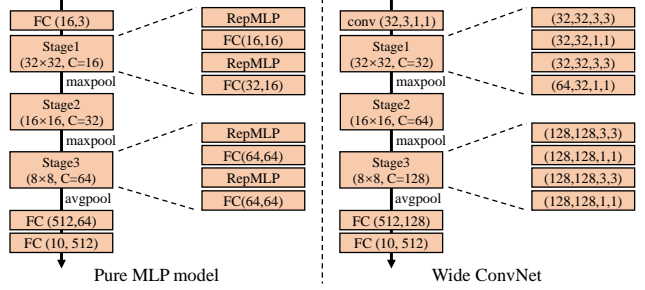 FC (16,3)
Stage1
(32×32, C=16)
maxpool
Stage2
(16×16, C=32)
maxpool
Stage3
(8×8, C=64)
avgpool
FC (512,64)
FC (10, 512)
RepMLP
FC(16,16)
RepMLP
FC(32,16)
RepMLP
FC(64,64)
RepMLP
FC(64,64)
Pure MLP model
conv (32,3,1,1)
Stage1
(32×32, C=32)
maxpool
Stage2
(16×16, C=64)
maxpool
Stage3
(8×8, C=128)
avgpool
FC (512,128)
FC (10, 512)
(32,32,3,3)
(32,32,1,1)
(32,32,3,3)
(64,32,1,1)
(128,128,3,3)
(128,128,1,1)
(128,128,3,3)
(128,128,1,1)
Wide ConvNet